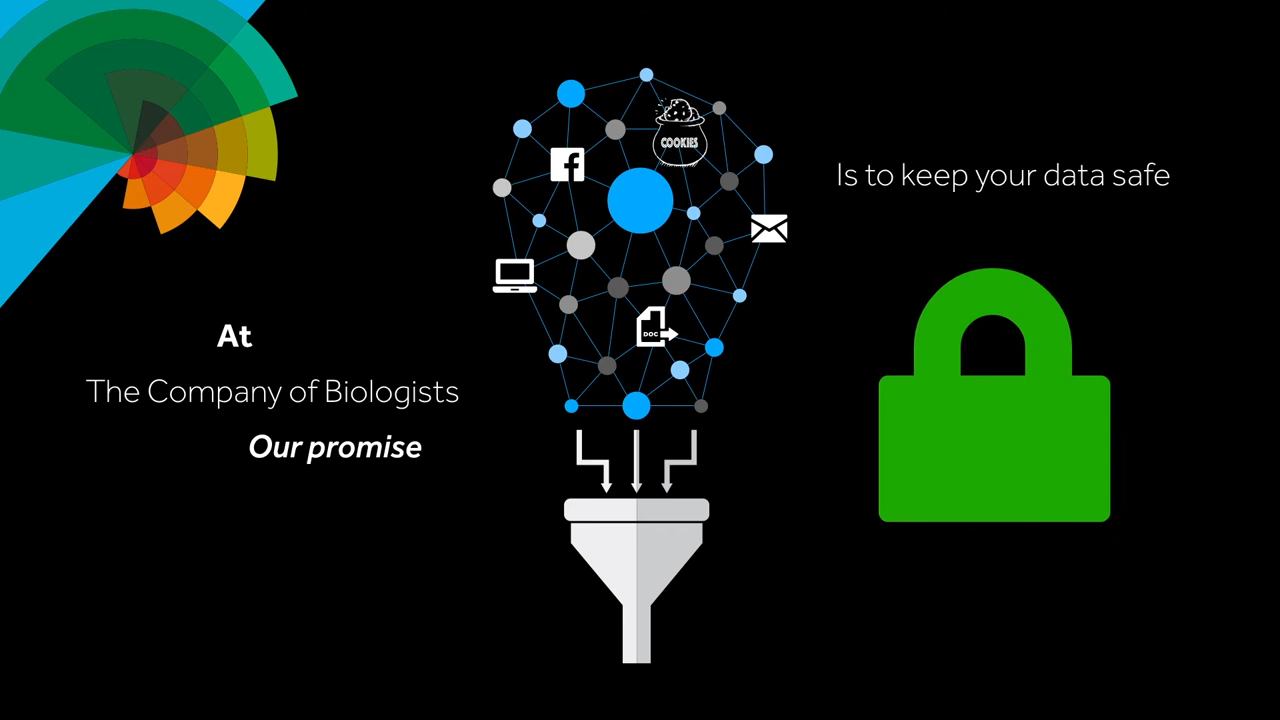 At
The Company of Biologists
Our promise
COOKIES
DOC
Is to keep your data safe